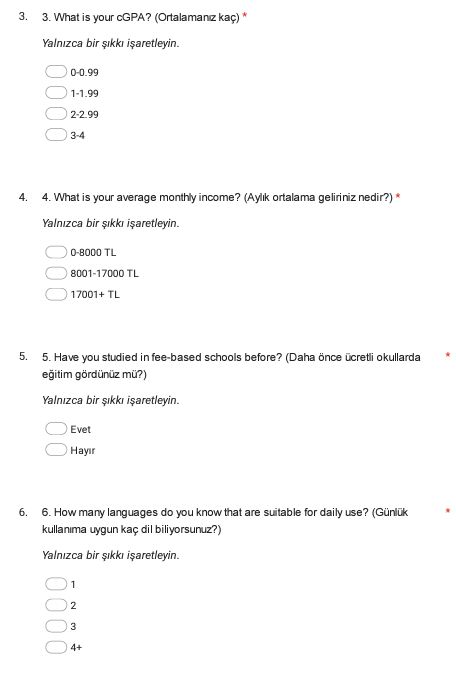 3. 3. What is your cGPA? (Ortalamanız kaç) *
Yalnızca bir şıkkı işaretleyin.
0-0.99
1-1.99
2-2.99
3-4
4. 4. What is your average monthly income? (Aylık ortalama geliriniz nedir?) *
Yalnızca bir şıkkı işaretleyin.
0-8000 TL
8001-17000 TL
17001+ TL
5. 5. Have you studied in fee-based schools before? (Daha önce ücretli okullarda *
eğitim gördünüz mü?)
Yalnızca bir şıkkı işaretleyin.
Evet
Hayır
6. 6. How many languages do you know that are suitable for daily use? (Günlük *
kullanıma uygun kaç dil biliyorsunuz?)
Yalnızca bir şıkkı işaretleyin.
1
2
3
4+